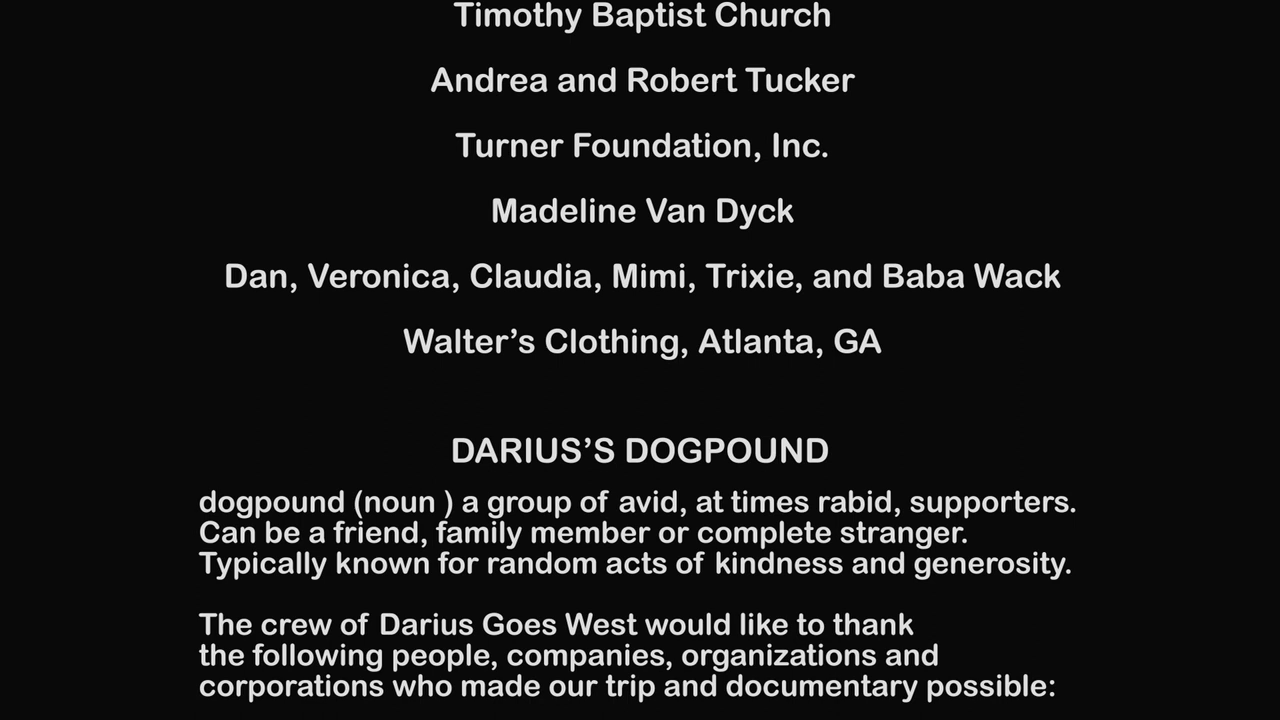 Timothy Baptist Church
Andrea and Robert Tucker
Turner Foundation, Inc.
Madeline Van Dyck
Dan, Veronica, Claudia, Mimi, Trixie, and Baba Wack
Walter’s Clothing, Atlanta, GA
DARIUS’S DOGPOUND
dogpound (noun ) a group of avid, at times rabid, supporters.
Can be a friend, family member or complete stranger.
Typically known for random acts of kindness and generosity.
The crew of Darius Goes West would like to thank
the following people, companies, organizations and
corporations who made our trip and documentary possible: